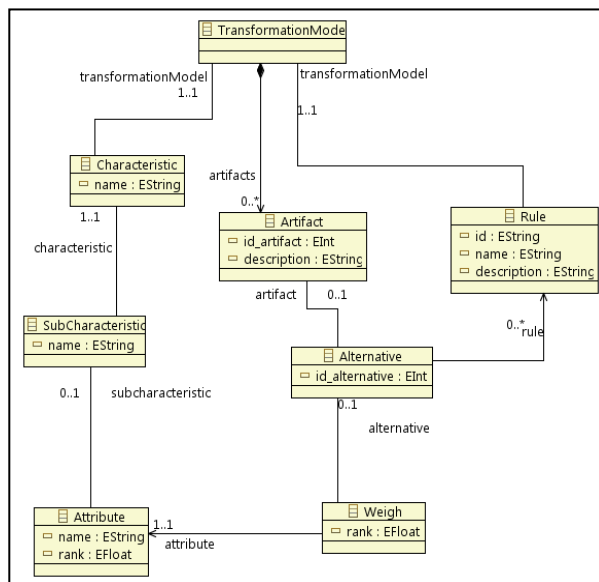 TransformationMode
transformationModel
1..1
transformationModel
1..1
Characteristic
name : EString
1..1
artifacts
0..*
Artifact
id_artifact : EInt
description : EString
Rule
id : EString
name : EString
description : EString
characteristic
artifact
0..1
0..*
rule
SubCharacteristic
name : EString
Alternative
id_alternative : EInt
0..1
subcharacteristic
0..1
alternative
Attribute
name : EString
rank : EFloat
1..1
attribute
Weigh
rank : EFloat